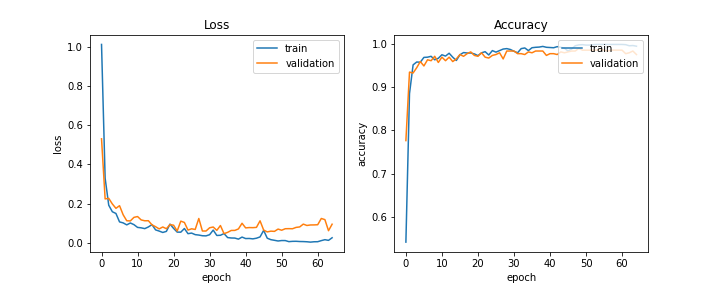 Loss
train
validation
1.0
0.8
0.6
0.4
0.2
0.0
loss
0 10 20 30 40 50 60
epoch
Accuracy
train
validation
1.0
0.9
0.8
0.7
0.6
accuracy
0 10 20 30 40 50 60
epoch